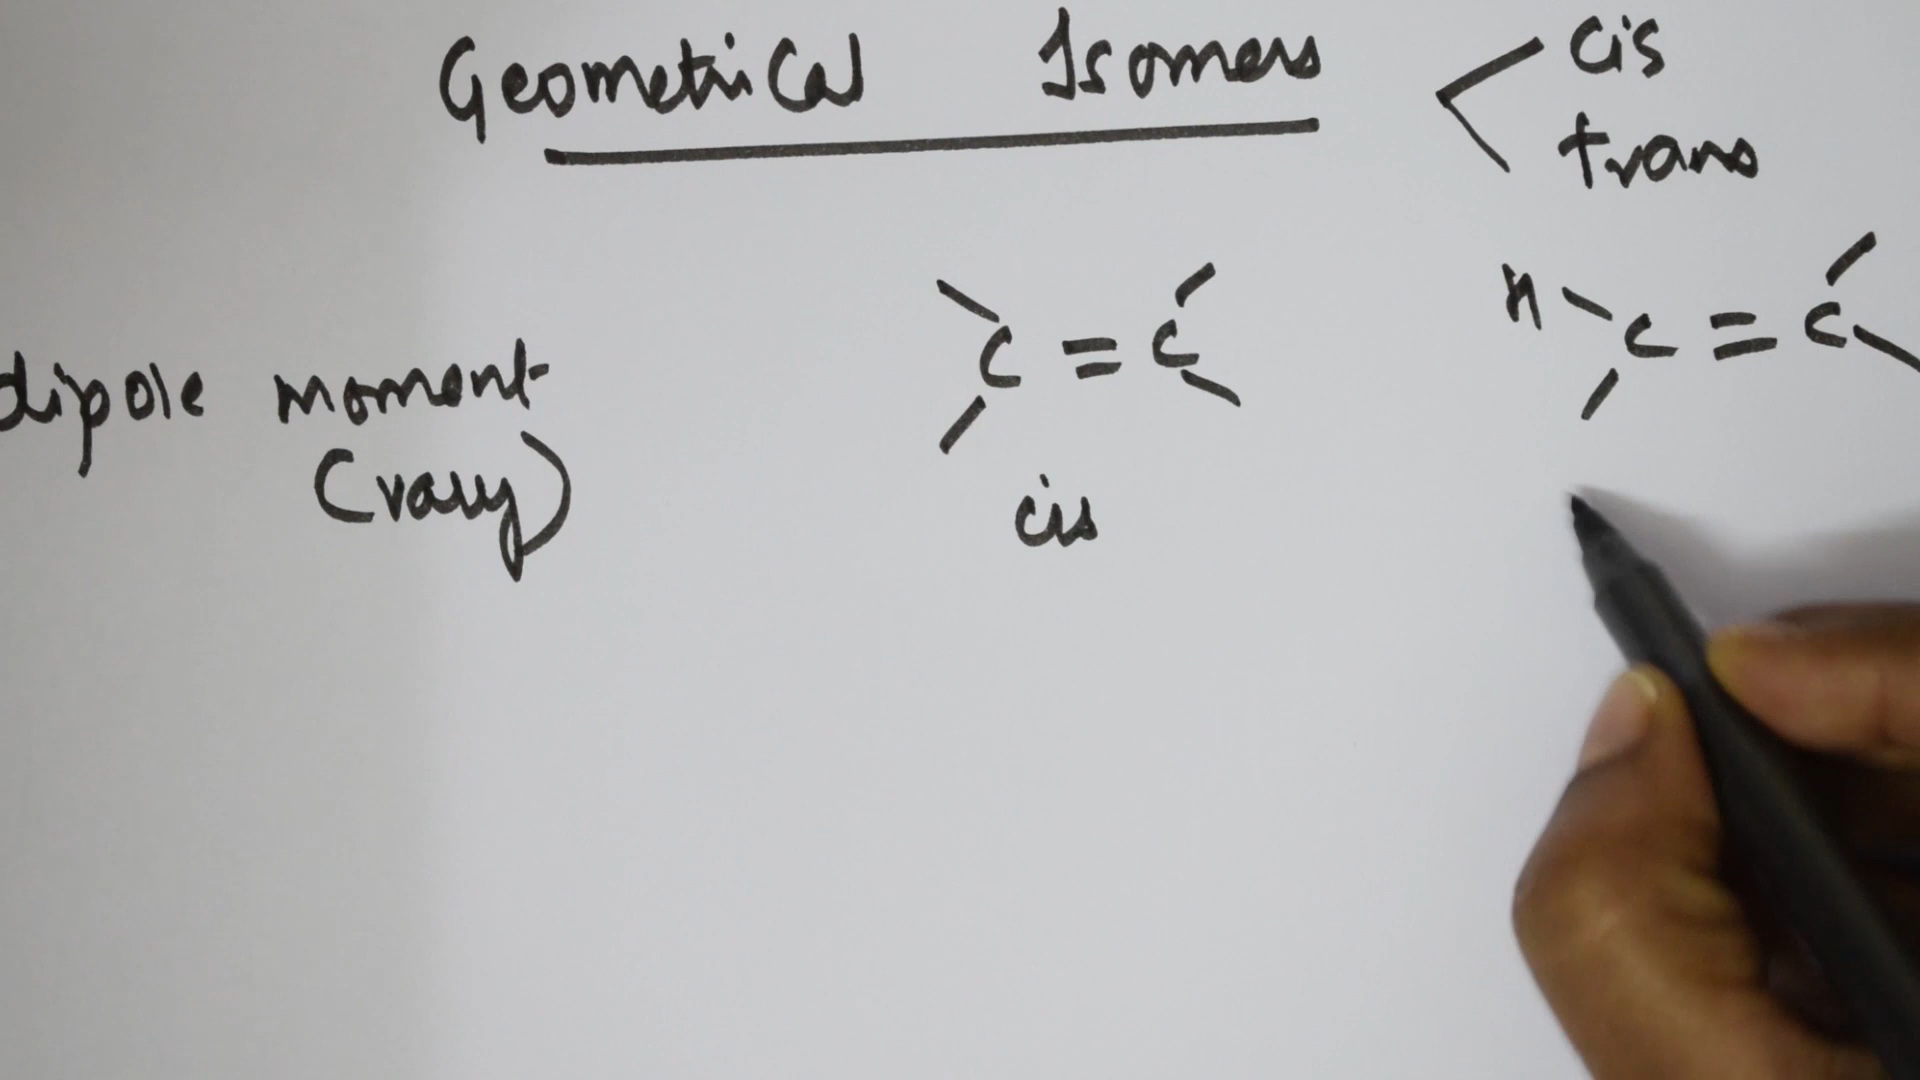 Geometrical Isomers
cis
trans
dipole moment
(vary)
C = C
cis
H C = C